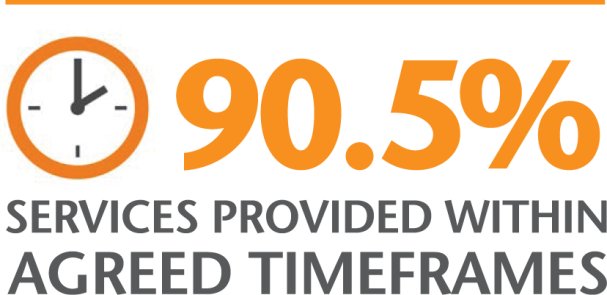 90.5%
SERVICES PROVIDED WITHIN
AGREED TIMEFRAMES